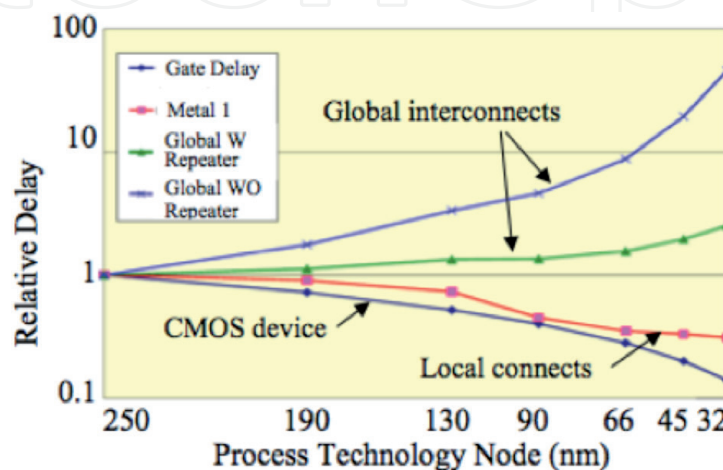 100
Gate Delay
Metal 1
Global W
Repeater
Global WO
Repeater
Global interconnects
10
Relative Delay
1
CMOS device
Local connects
0.1
250 190 130 90 66 45 32
Process Technology Node (nm)